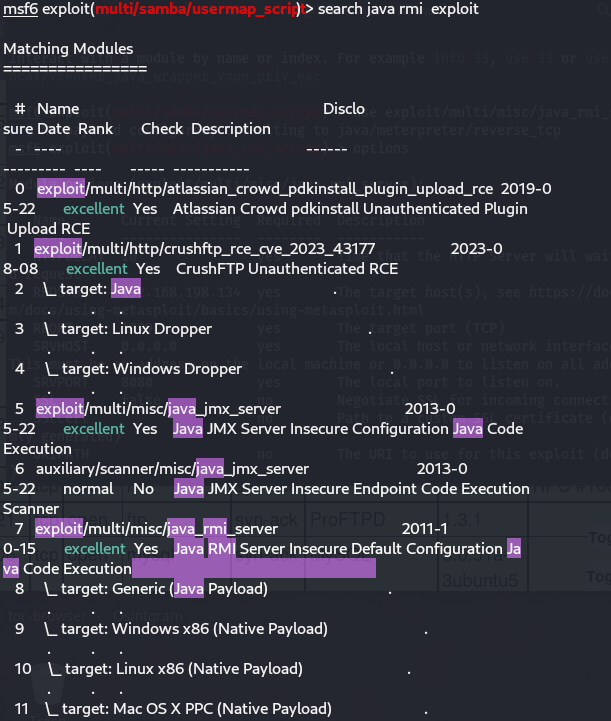 msf6 exploit(multi/samba/usermap_script) > search java rmi  exploit
Matching Modules
================
#  Name                                                    Disclo
sure Date  Rank       Check  Description
-  ----                                                    ------
---------  ----       -----  -----------
0  exploit/multi/http/atlassian_crowd_pdkinstall_plugin_upload_rce  2019-0
5-22       excellent  Yes    Atlassian Crowd pdkinstall Unauthenticated Plugin
Upload RCE
1  exploit/multi/http/crushftp_rce_cve_2023_43177          2023-0
8-08       excellent  Yes    CrushFTP Unauthenticated RCE
2    \_ target: Java                                       .
.          .          .
3    \_ target: Linux Dropper                              .
.          .          .
4    \_ target: Windows Dropper                            .
.          .          .
5  exploit/multi/misc/java_jmx_server                      2013-0
5-22       excellent  Yes    Java JMX Server Insecure Configuration Java Code
Execution
6  auxiliary/scanner/misc/java_jmx_server                  2013-0
5-22       normal     No     Java JMX Server Insecure Endpoint Code Execution
Scanner
7  exploit/multi/misc/java_rmi_server                      2011-1
0-15       excellent  Yes    Java RMI Server Insecure Default Configuration Ja
va Code Execution
8    \_ target: Generic (Java Payload)                     .
.          .          .
9    \_ target: Windows x86 (Native Payload)               .
.          .          .
10   \_ target: Linux x86 (Native Payload)                 .
.          .          .
11   \_ target: Mac OS X PPC (Native Payload)              .